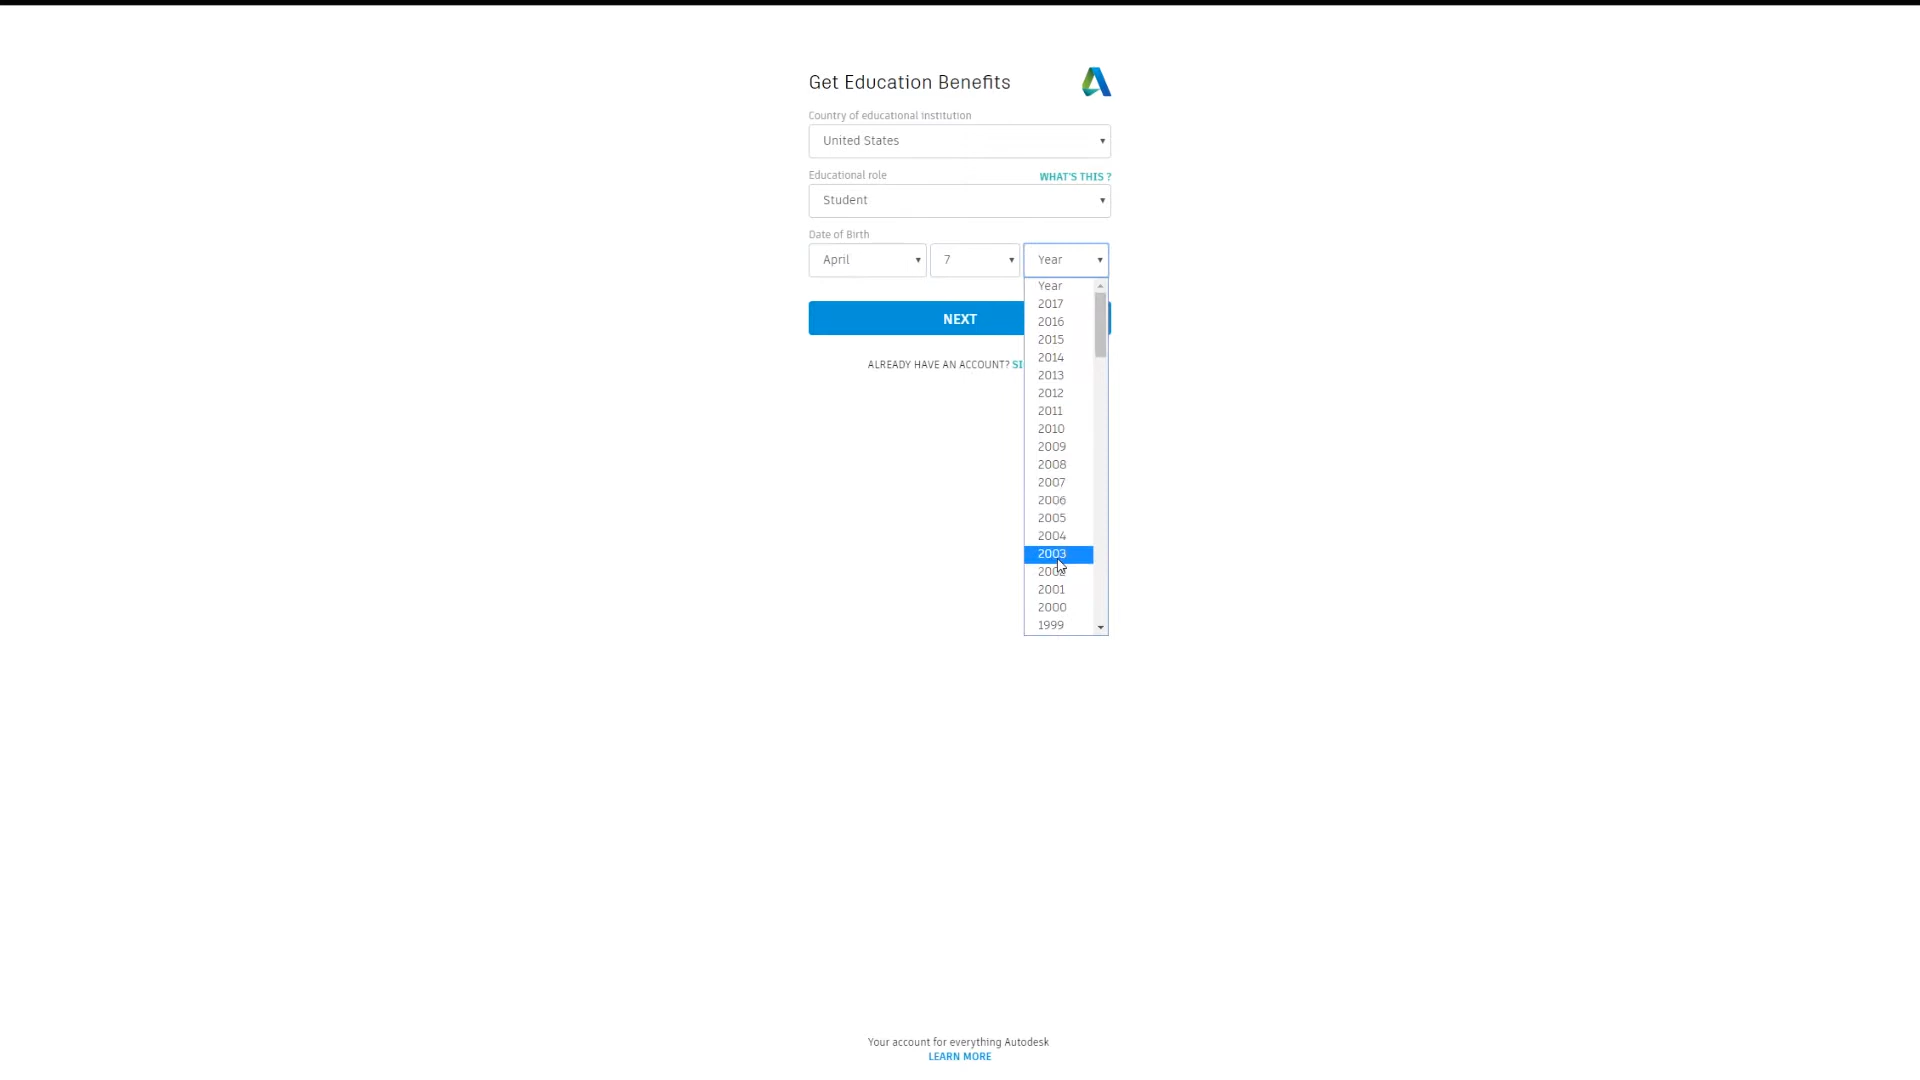 Get Education Benefits
Country of educational institution
United States
Educational role
WHAT'S THIS ?
Student
Date of Birth
April
7
Year
Year
2017
2016
2015
2014
2013
2012
2011
2010
2009
2008
2007
2006
2005
2004
2003
2002
2001
2000
1999
NEXT
ALREADY HAVE AN ACCOUNT? SI
Your account for everything Autodesk
LEARN MORE